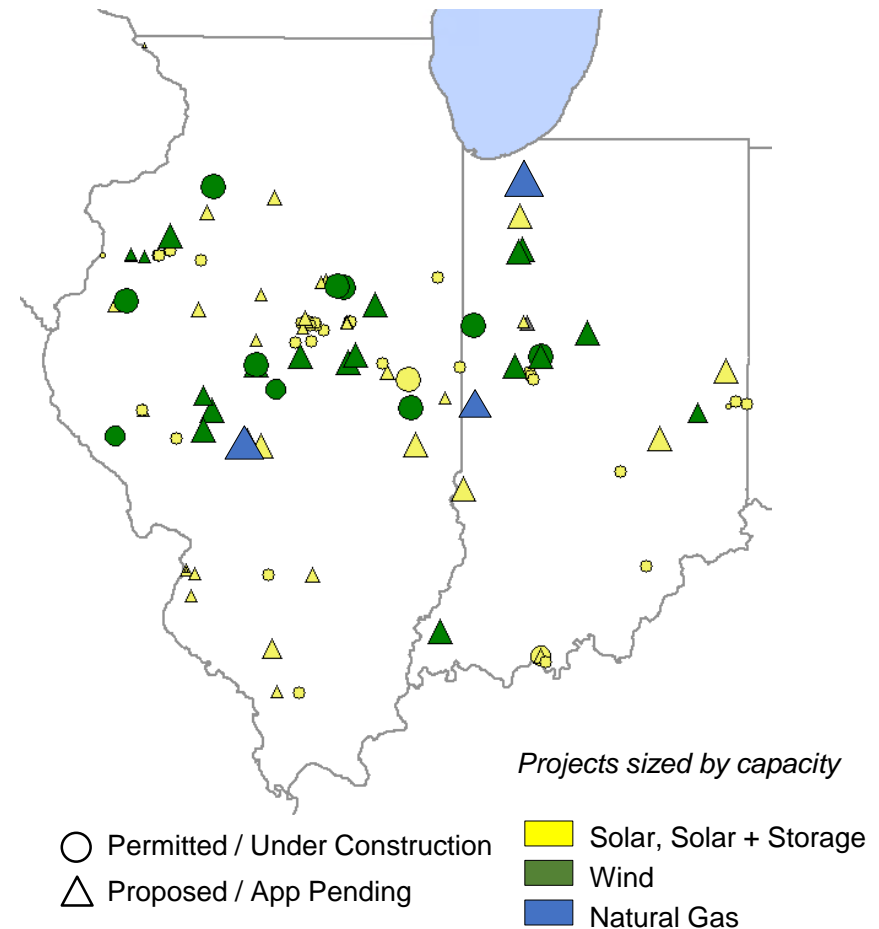 Projects sized by capacity
Permitted / Under Construction
Proposed / App Pending
Solar, Solar + Storage
Wind
Natural Gas